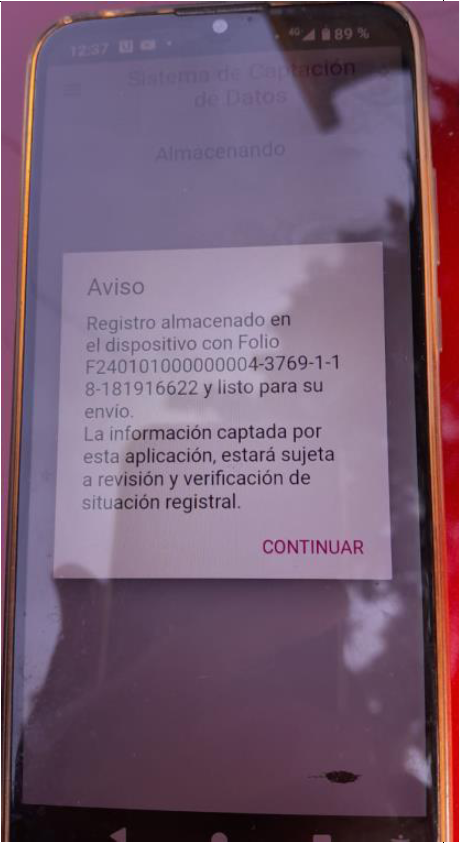 12:37
4G 89 %
Sistema de Captación
de Datos
Almacenando
Aviso
Registro almacenado en
el dispositivo con Folio
F240101000000004-3769-1-1
8-181916622 y listo para su
envío.
La información captada por
esta aplicación, estará sujeta
a revisión y verificación de
situación registral.
CONTINUAR